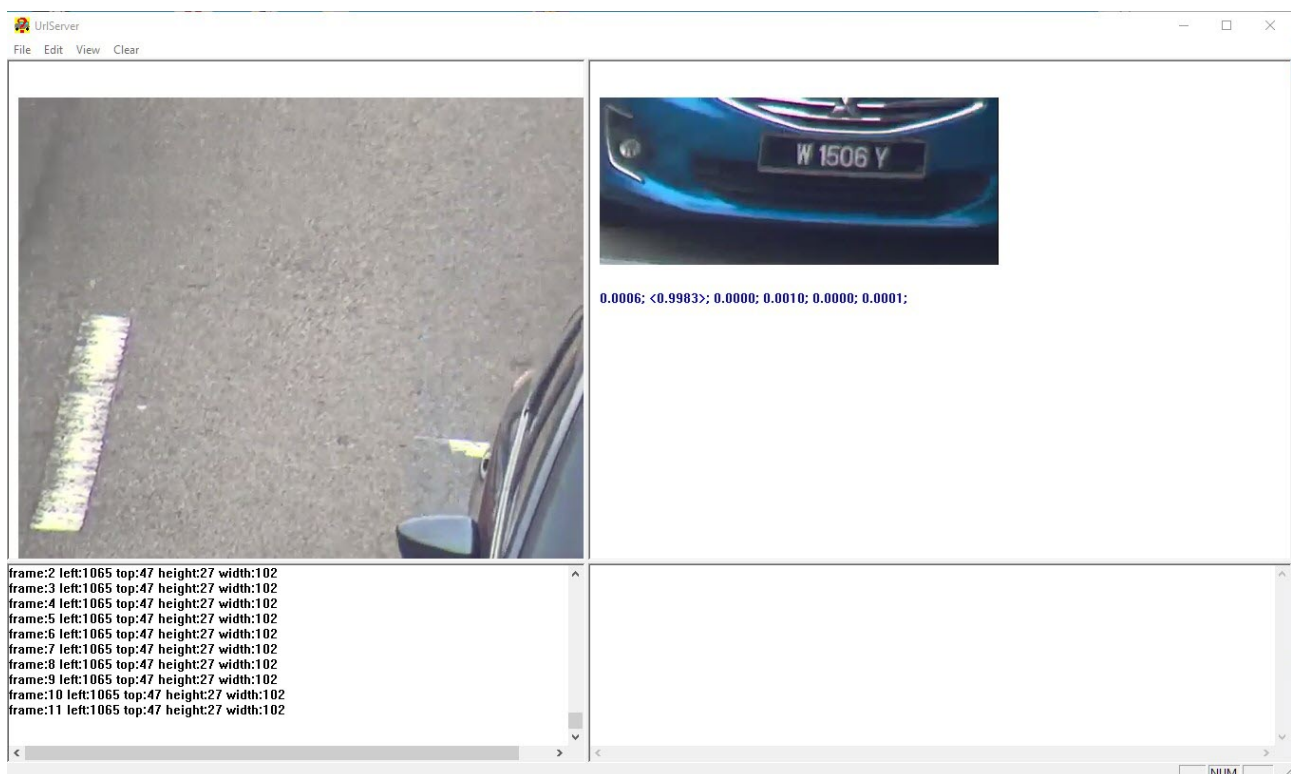 UrlServer
File Edit View Clear
W 1506 Y
0.0006; <0.9983>; 0.0000; 0.0010; 0.0000; 0.0001;
frame:2 left:1065 top:47 height:27 width:102
frame:3 left:1065 top:47 height:27 width:102
frame:4 left:1065 top:47 height:27 width:102
frame:5 left:1065 top:47 height:27 width:102
frame:6 left:1065 top:47 height:27 width:102
frame:7 left:1065 top:47 height:27 width:102
frame:8 left:1065 top:47 height:27 width:102
frame:9 left:1065 top:47 height:27 width:102
frame:10 left:1065 top:47 height:27 width:102
frame:11 left:1065 top:47 height:27 width:102
NUM